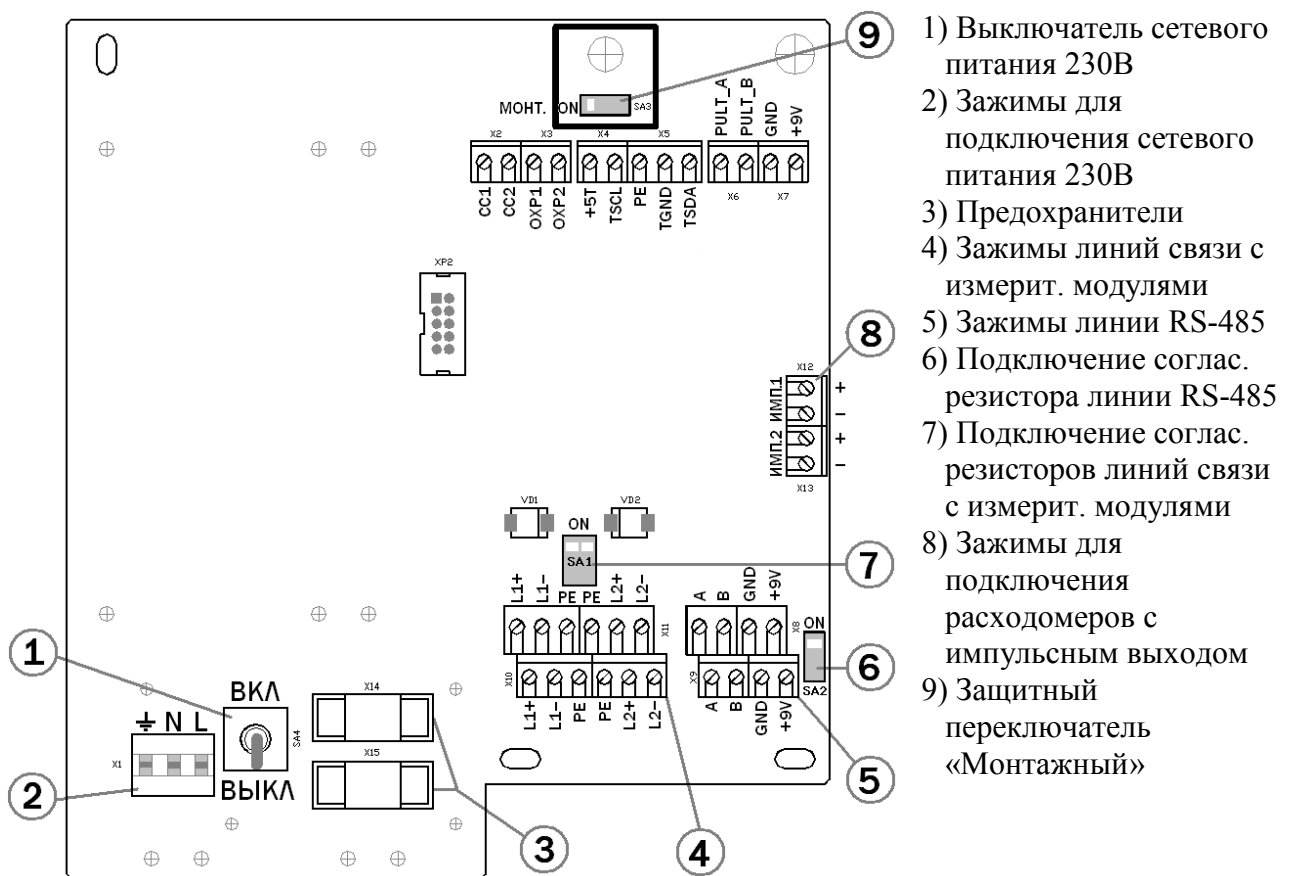 9
МОНТ. ON SA3
PULT_A
PULT_B
GND
+9V
X2 X3 X4 X5
CC1
CC2
OXP1
OXP2
+5T
TSCL
PE
TGND
TSDA
X6 X7
XP2
8
X12
ИМП.1 + −
ИМП.2 + −
X13
VD1 VD2
ON
SA1
7
L1+
L1−
PE PE
L2+
L2−
X11
A
B
GND
+9V
X8
ON
SA2
6
X10
L1+
L1−
PE
PE
L2+
L2−
X9
A
B
GND
+9V
5
4
1
ВКЛ
N L
SA4
X1
ВЫКЛ
2
X14
X15
3
1) Выключатель сетевого
питания 230В
2) Зажимы для
подключения сетевого
питания 230В
3) Предохранители
4) Зажимы линий связи с
измерит. модулями
5) Зажимы линии RS-485
6) Подключение соглас.
резистора линии RS-485
7) Подключение соглас.
резисторов линий связи
с измерит. модулями
8) Зажимы для
подключения
расходомеров с
импульсным выходом
9) Защитный
переключатель
«Монтажный»